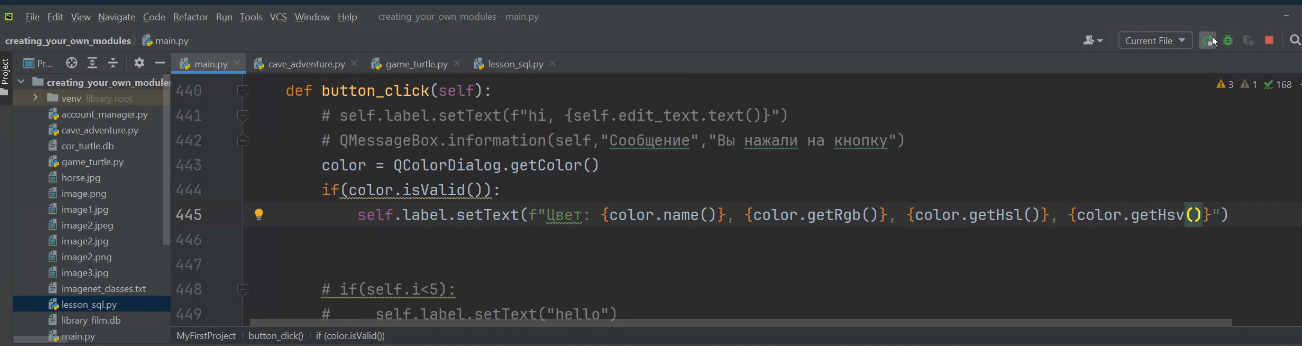 File Edit View Navigate Code Refactor Run Tools VCS Window Help creating_your_own_modules - main.py
creating_your_own_modules › main.py Current File
Project Pr... main.py cave_adventure.py game_turtle.py lesson_sql.py
creating_your_own_modules
venv library root
account_manager.py
cave_adventure.py
cor_turtle.db
game_turtle.py
horse.jpg
image.png
image1.jpg
image2.jpeg
image2.jpg
image2.png
image3.jpg
imagenet_classes.txt
lesson_sql.py
library_film.db
main.py
3 1 168
440 def button_click(self):
441 # self.label.setText(f"hi, {self.edit_text.text()}")
442 # QMessageBox.information(self,"Сообщение","Вы нажали на кнопку")
443 color = QColorDialog.getColor()
444 if(color.isValid()):
445 self.label.setText(f"Цвет: {color.name()}, {color.getRgb()}, {color.getHsl()}, {color.getHsv()}")
446
447
448 # if(self.i<5):
449 # self.label.setText("hello")
MyFirstProject › button_click() › if (color.isValid())